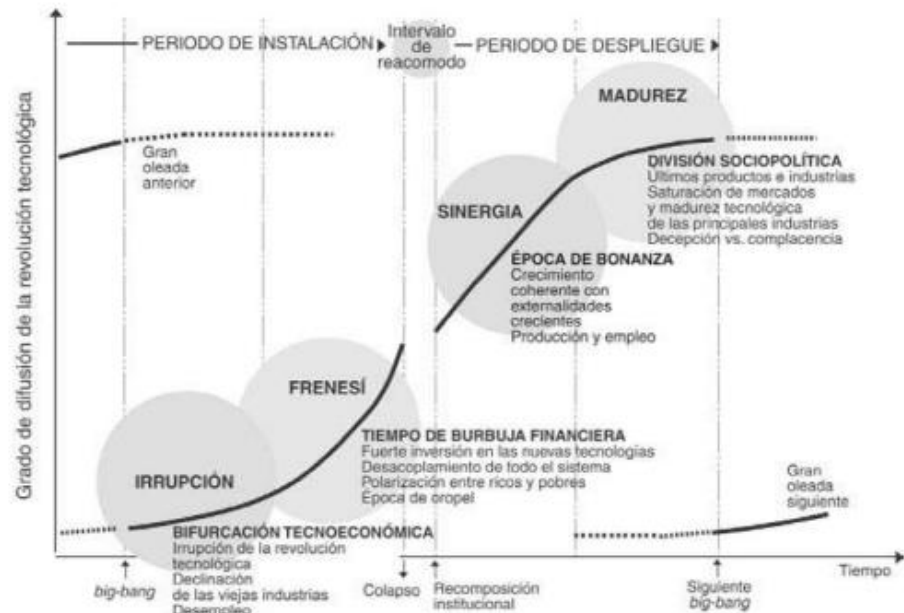 PERIODO DE INSTALACIÓN
Intervalo
de
reacomodo
PERIODO DE DESPLIEGUE
Grado de difusión de la revolución tecnológica
Gran
oleada
anterior
MADUREZ
DIVISIÓN SOCIOPOLÍTICA
Últimos productos e industrias
Saturación de mercados
y madurez tecnológica
de las principales industrias
Decepción vs. complacencia
SINERGIA
ÉPOCA DE BONANZA
Crecimiento
coherente con
externalidades
crecientes
Producción y empleo
FRENESÍ
TIEMPO DE BURBUJA FINANCIERA
Fuerte inversión en las nuevas tecnologías
Desacoplamiento de todo el sistema
Polarización entre ricos y pobres
Época de oropel
IRRUPCIÓN
BIFURCACIÓN TECNOECONÓMICA
Irrupción de la revolución
tecnológica
Declinación
de las viejas industrias
Desempleo
Gran
oleada
siguiente
big-bang
Colapso
Recomposición
institucional
Siguiente
big-bang
Tiempo